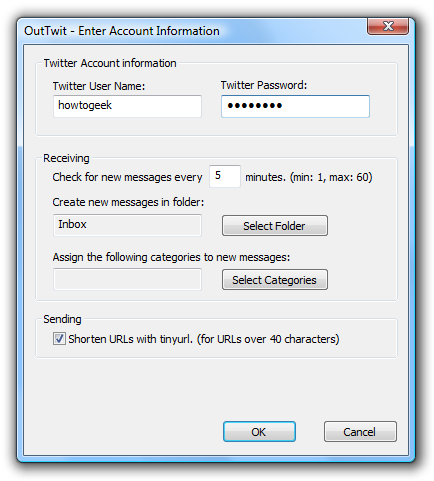 OutTwit - Enter Account Information
Twitter Account information
Twitter User Name: Twitter Password:
howtogeek ●●●●●●●●
Receiving
Check for new messages every 5 minutes. (min: 1, max: 60)
Create new messages in folder:
Inbox Select Folder
Assign the following categories to new messages:
Select Categories
Sending
Shorten URLs with tinyurl. (for URLs over 40 characters)
OK Cancel